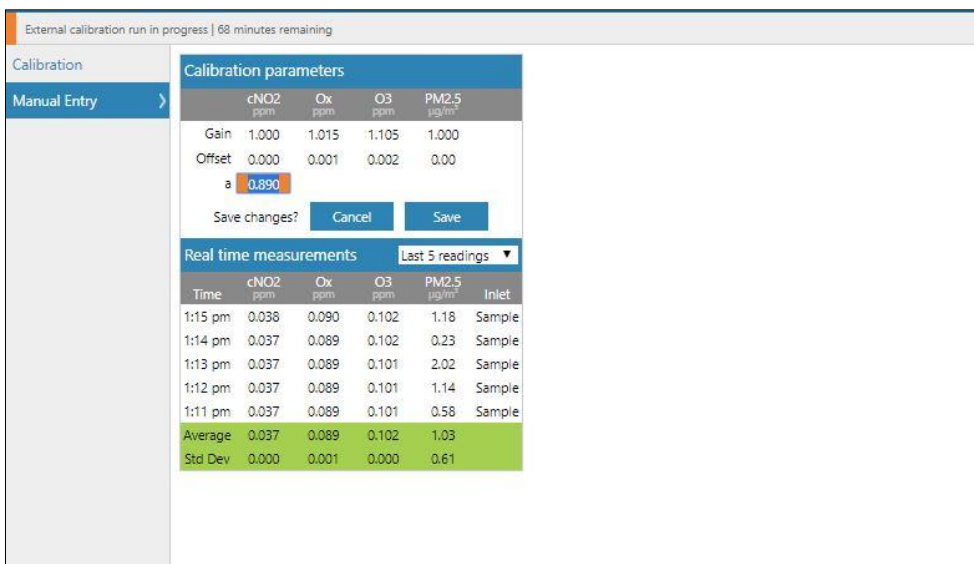 External calibration run in progress | 68 minutes remaining
Calibration
Manual Entry
Calibration parameters
cNO2 Ox O3 PM2.5
ppm ppm ppm µg/m³
Gain 1.000 1.015 1.105 1.000
Offset 0.000 0.001 0.002 0.00
a 0.890
Save changes? Cancel Save
Real time measurements Last 5 readings ▼
cNO2 Ox O3 PM2.5
Time ppm ppm ppm µg/m³ Inlet
1:15 pm 0.038 0.090 0.102 1.18 Sample
1:14 pm 0.037 0.089 0.102 0.23 Sample
1:13 pm 0.037 0.089 0.101 2.02 Sample
1:12 pm 0.037 0.089 0.101 1.14 Sample
1:11 pm 0.037 0.089 0.101 0.58 Sample
Average 0.037 0.089 0.102 1.03
Std Dev 0.000 0.001 0.000 0.61